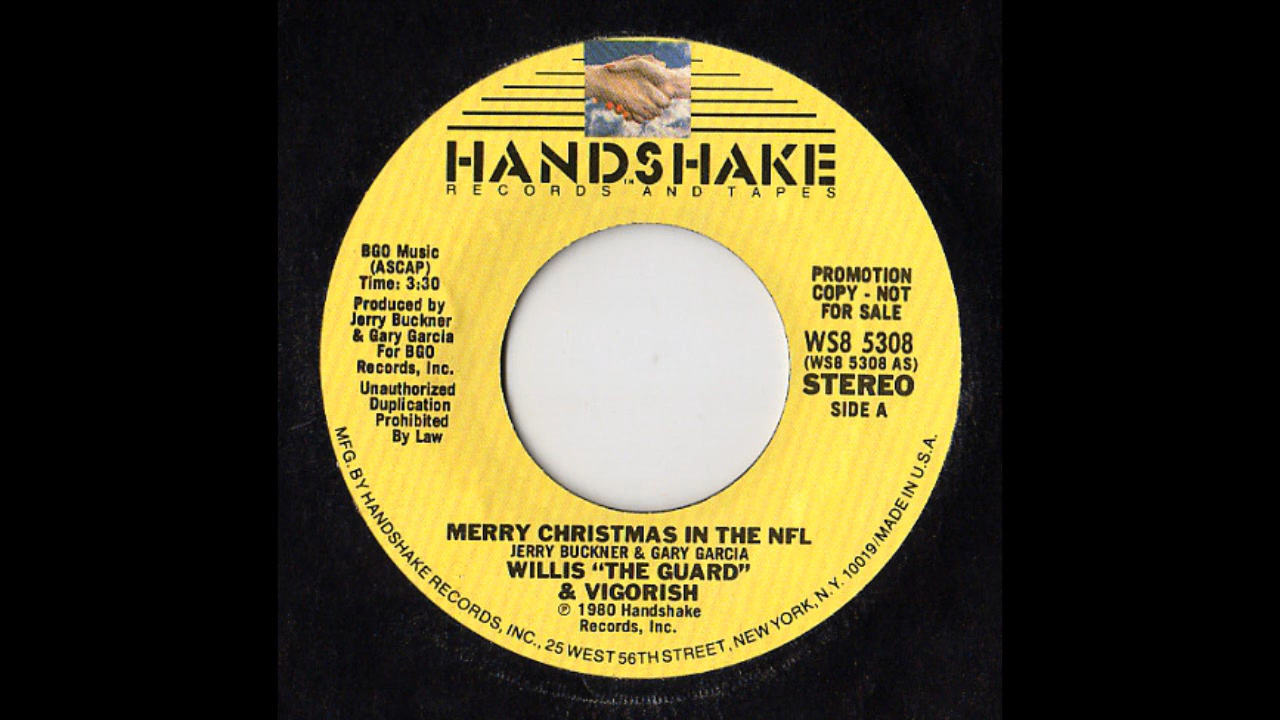 HANDSHAKE
RECORDS AND TAPES
BGO Music
(ASCAP)
Time: 3:30
Produced by
Jerry Buckner
& Gary Garcia
For BGO
Records, Inc.
Unauthorized
Duplication
Prohibited
By Law
PROMOTION
COPY - NOT
FOR SALE
WS8 5308
(WS8 5308 AS)
STEREO
SIDE A
MERRY CHRISTMAS IN THE NFL
JERRY BUCKNER & GARY GARCIA
WILLIS “THE GUARD”
& VIGORISH
℗ 1980 Handshake
Records, Inc.
MFG. BY HANDSHAKE RECORDS, INC., 25 WEST 56TH STREET, NEW YORK, N.Y. 10019/MADE IN U.S.A.